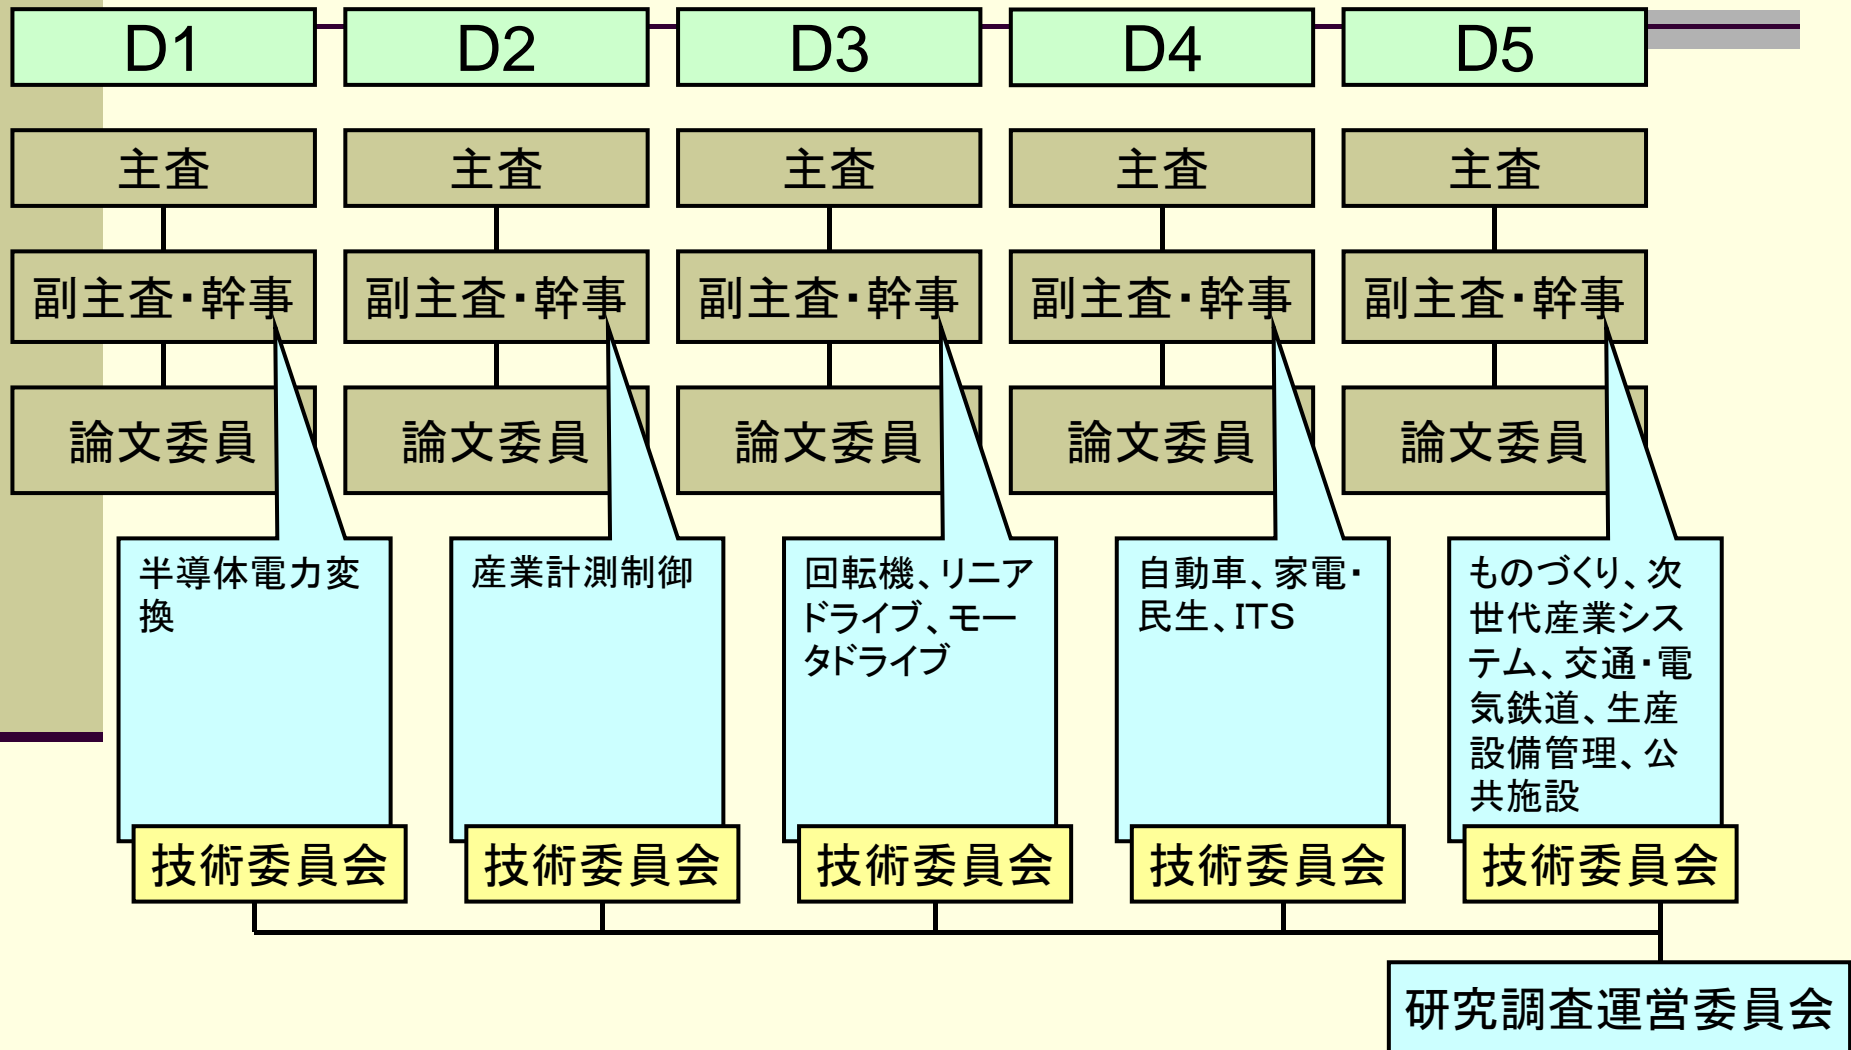 D1
D2
D3
D4
D5
主査
主査
主査
主査
主査
副主査・幹事
副主査・幹事
副主査・幹事
副主査・幹事
副主査・幹事
論文委員
論文委員
論文委員
論文委員
論文委員
半導体電力変
換
産業計測制御
回転機、リニア
ドライブ、モー
タドライブ
自動車、家電・
民生、ITS
ものづくり、次
世代産業シス
テム、交通・電
気鉄道、生産
設備管理、公
共施設
技術委員会
技術委員会
技術委員会
技術委員会
技術委員会
研究調査運営委員会